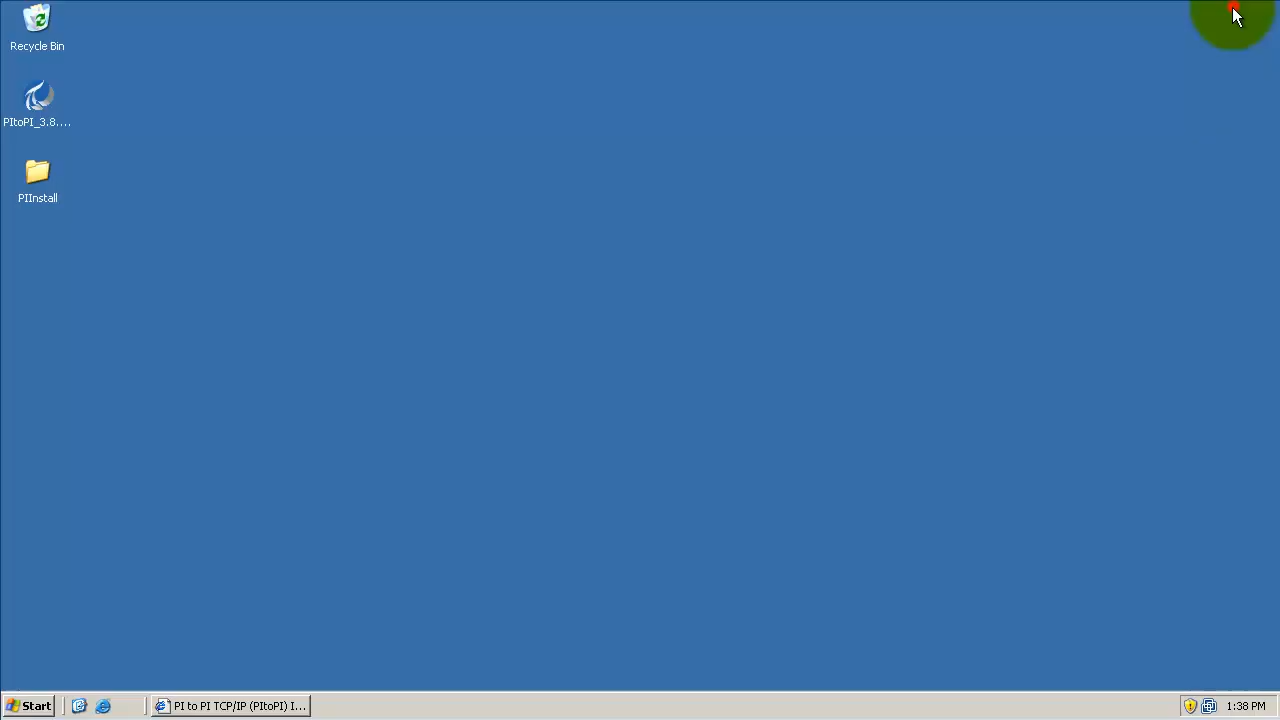 Recycle Bin
PItoPI_3.8....
PIInstall
Start
PI to PI TCP/IP (PItoPI) I...
1:38 PM